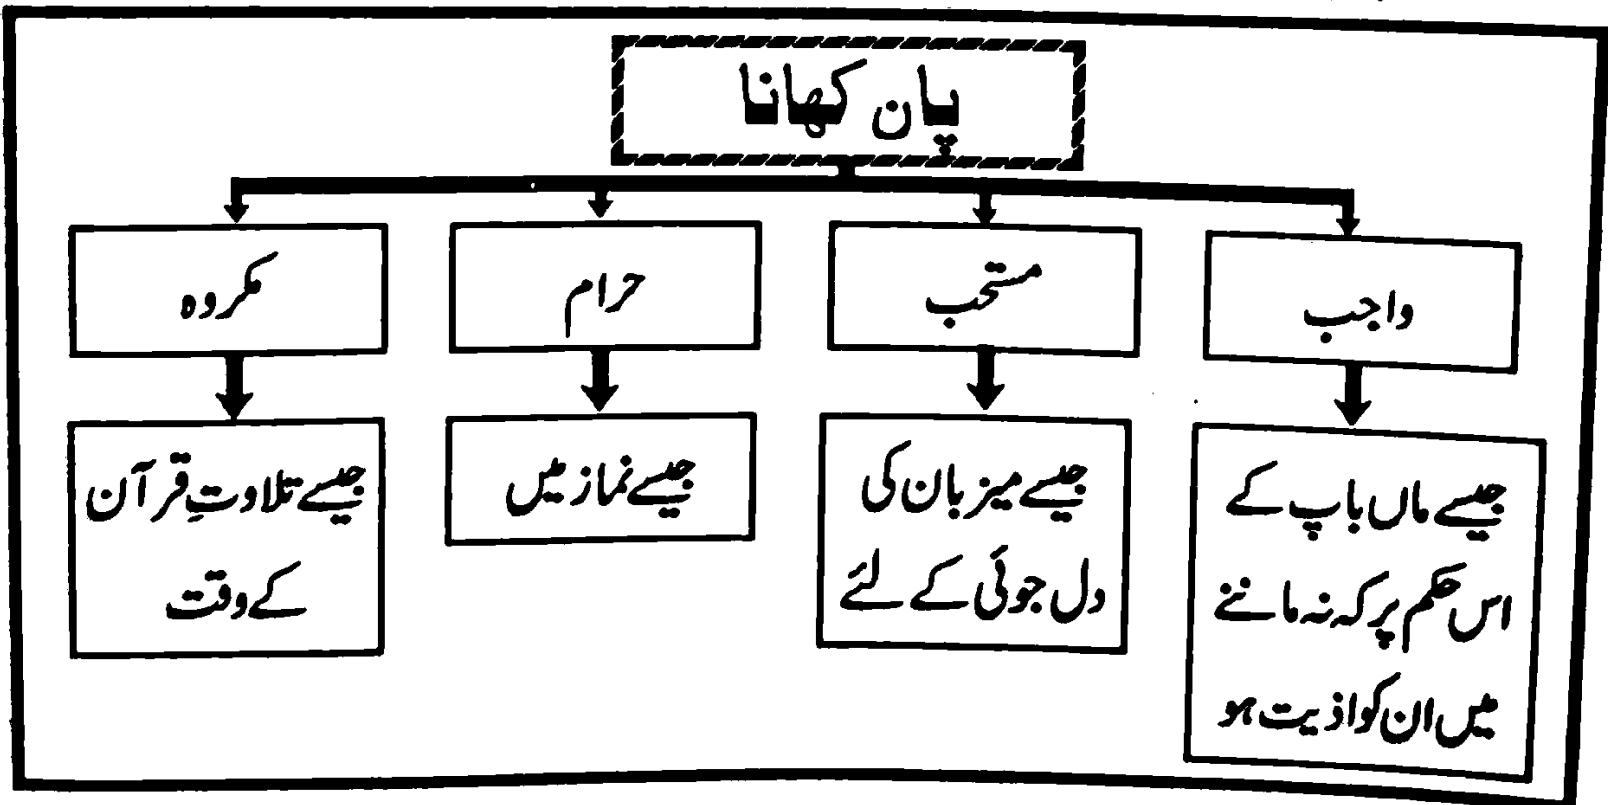 پان کھانا
واجب
مستحب
حرام
مکروہ
جیسے ماں باپ کے
اس حکم پر کہ نہ ماننے
میں ان کو اذیت ہو
جیسے میزبان کی
دل جوئی کے لئے
جیسے نماز میں
جیسے تلاوتِ قرآن
کے وقت